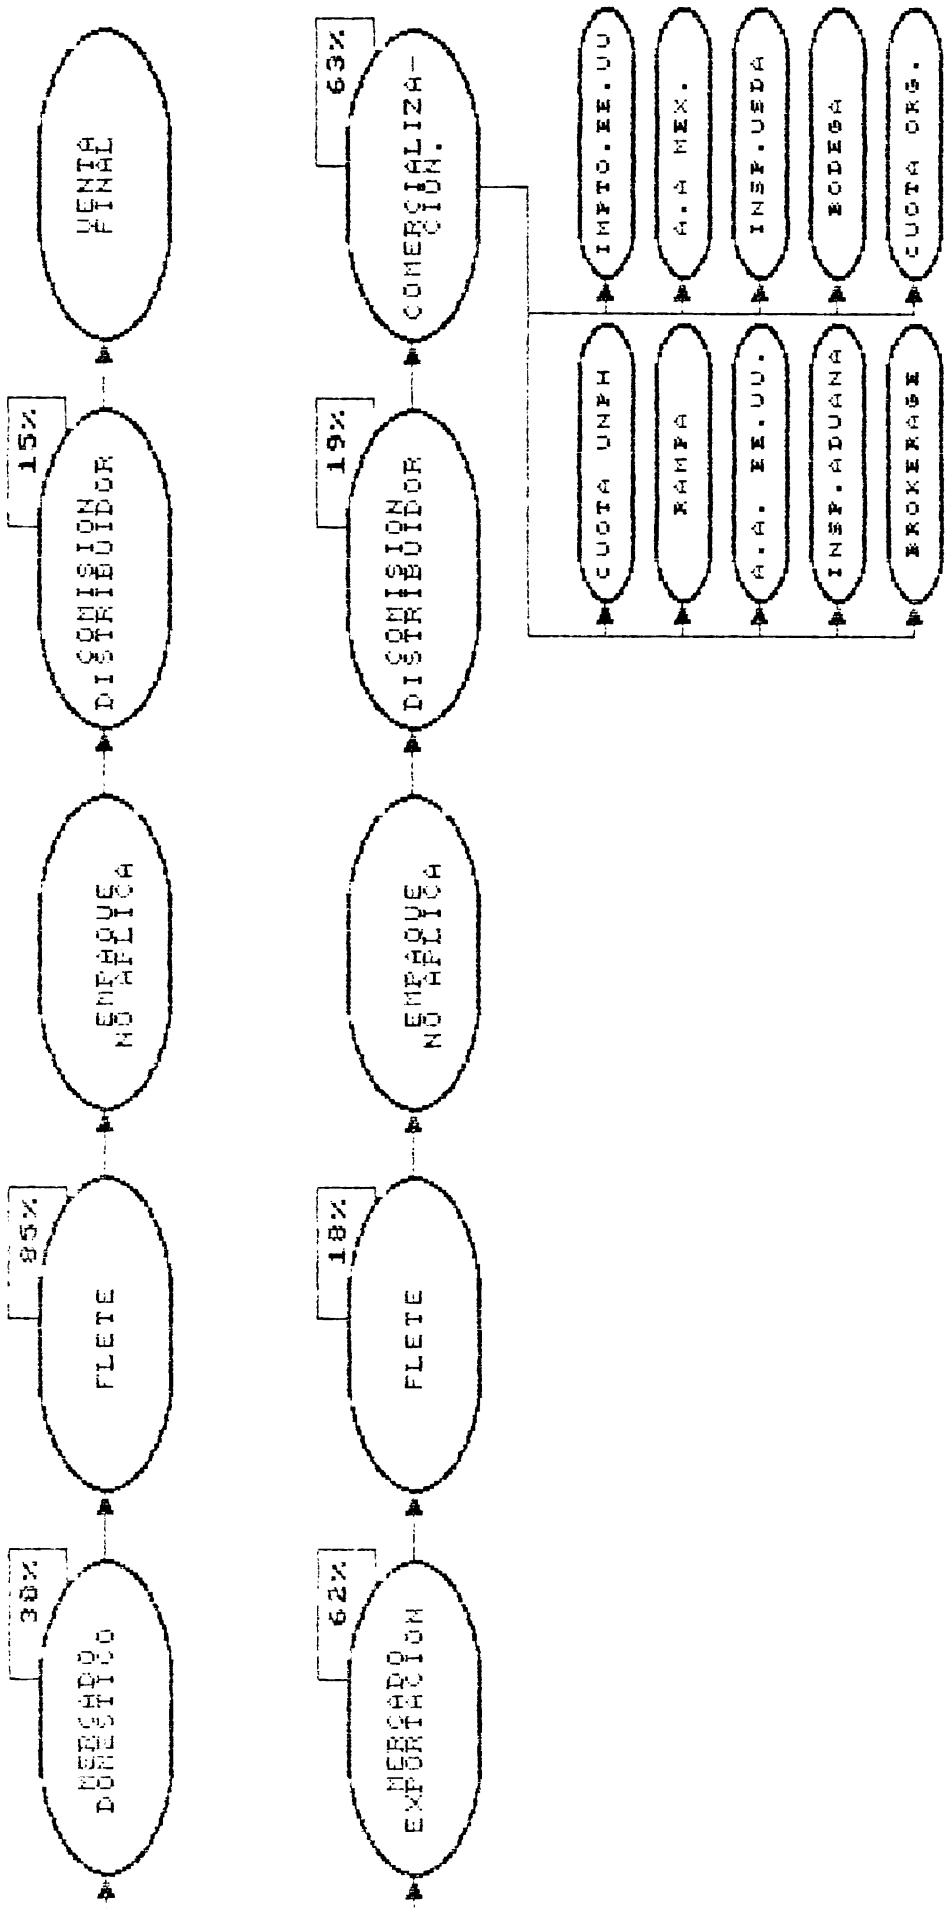 38%
MERCADO
DOMESTICO
85%
FLETE
EMPAQUE
NO APLICA
15%
COMISION
DISTRIBUIDOR
VENTA
FINAL
62%
MERCADO
EXPORTACION
18%
FLETE
EMPAQUE
NO APLICA
19%
COMISION
DISTRIBUIDOR
63%
COMERCIALIZA-
CION.
CUOTA UNPH
IMPTO.EE.UU
RAMPA
A.A MEX.
A.A. EE.UU.
INSP.USDA
INSP.ADUANA
BODEGA
BROKERAGE
CUOTA ORG.